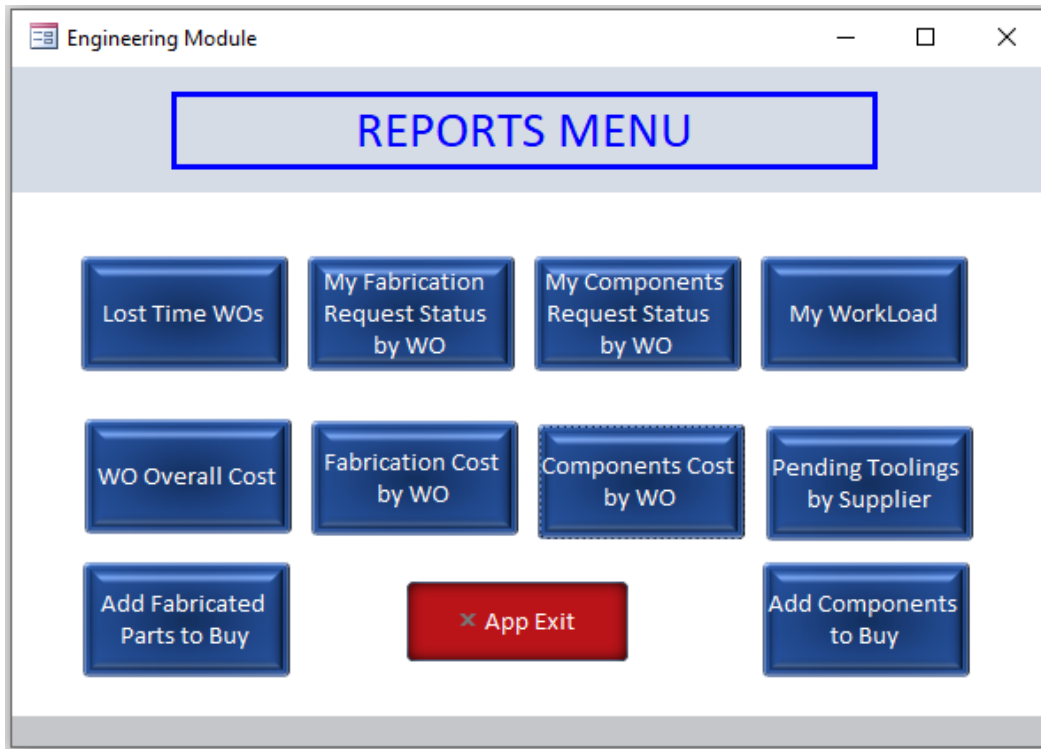 Engineering Module
REPORTS MENU
Lost Time WOs
My Fabrication
Request Status
by WO
My Components
Request Status
by WO
My WorkLoad
WO Overall Cost
Fabrication Cost
by WO
Components Cost
by WO
Pending Toolings
by Supplier
Add Fabricated
Parts to Buy
App Exit
Add Components
to Buy